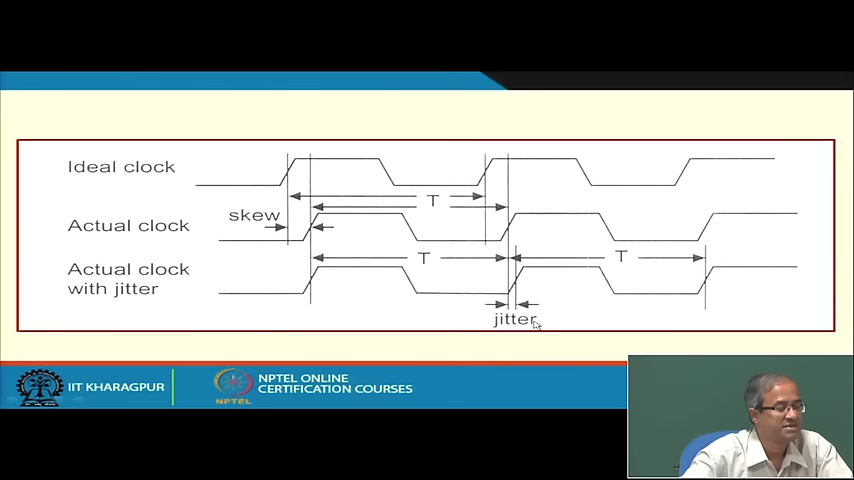 Ideal clock
T
skew
Actual clock
T
T
Actual clock
with jitter
jitter
IIT KHARAGPUR
NPTEL
NPTEL ONLINE
CERTIFICATION COURSES